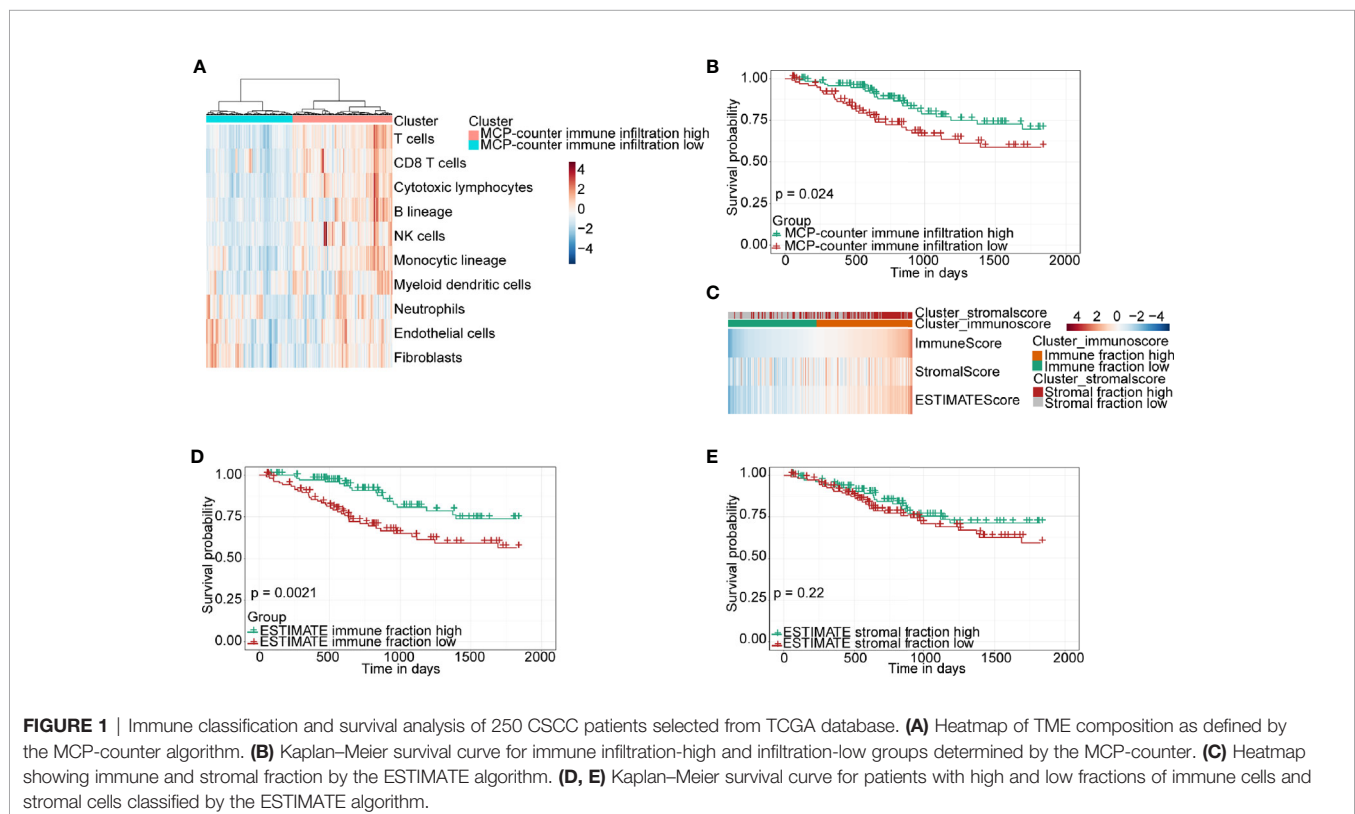 A
Cluster
T cells
CD8 T cells
Cytotoxic lymphocytes
B lineage
NK cells
Monocytic lineage
Myeloid dendritic cells
Neutrophils
Endothelial cells
Fibroblasts
Cluster
MCP-counter immune infiltration high
MCP-counter immune infiltration low
4
2
0
−2
−4
B
Survival probability
1.00
0.75
0.50
0.25
0.00
p = 0.024
Group
MCP-counter immune infiltration high
MCP-counter immune infiltration low
0 500 1000 1500 2000
Time in days
C
Cluster_stromalscore
Cluster_immunoscore
ImmuneScore
StromalScore
ESTIMATEScore
4 2 0 −2 −4
Cluster_immunoscore
Immune fraction high
Immune fraction low
Cluster_stromalscore
Stromal fraction high
Stromal fraction low
D
Survival probability
1.00
0.75
0.50
0.25
0.00
p = 0.0021
Group
ESTIMATE immune fraction high
ESTIMATE immune fraction low
0 500 1000 1500 2000
Time in days
E
Survival probability
1.00
0.75
0.50
0.25
0.00
p = 0.22
ESTIMATE stromal fraction high
ESTIMATE stromal fraction low
0 500 1000 1500 2000
Time in days
FIGURE 1 | Immune classification and survival analysis of 250 CSCC patients selected from TCGA database. (A) Heatmap of TME composition as defined by
the MCP-counter algorithm. (B) Kaplan–Meier survival curve for immune infiltration-high and infiltration-low groups determined by the MCP-counter. (C) Heatmap
showing immune and stromal fraction by the ESTIMATE algorithm. (D, E) Kaplan–Meier survival curve for patients with high and low fractions of immune cells and
stromal cells classified by the ESTIMATE algorithm.